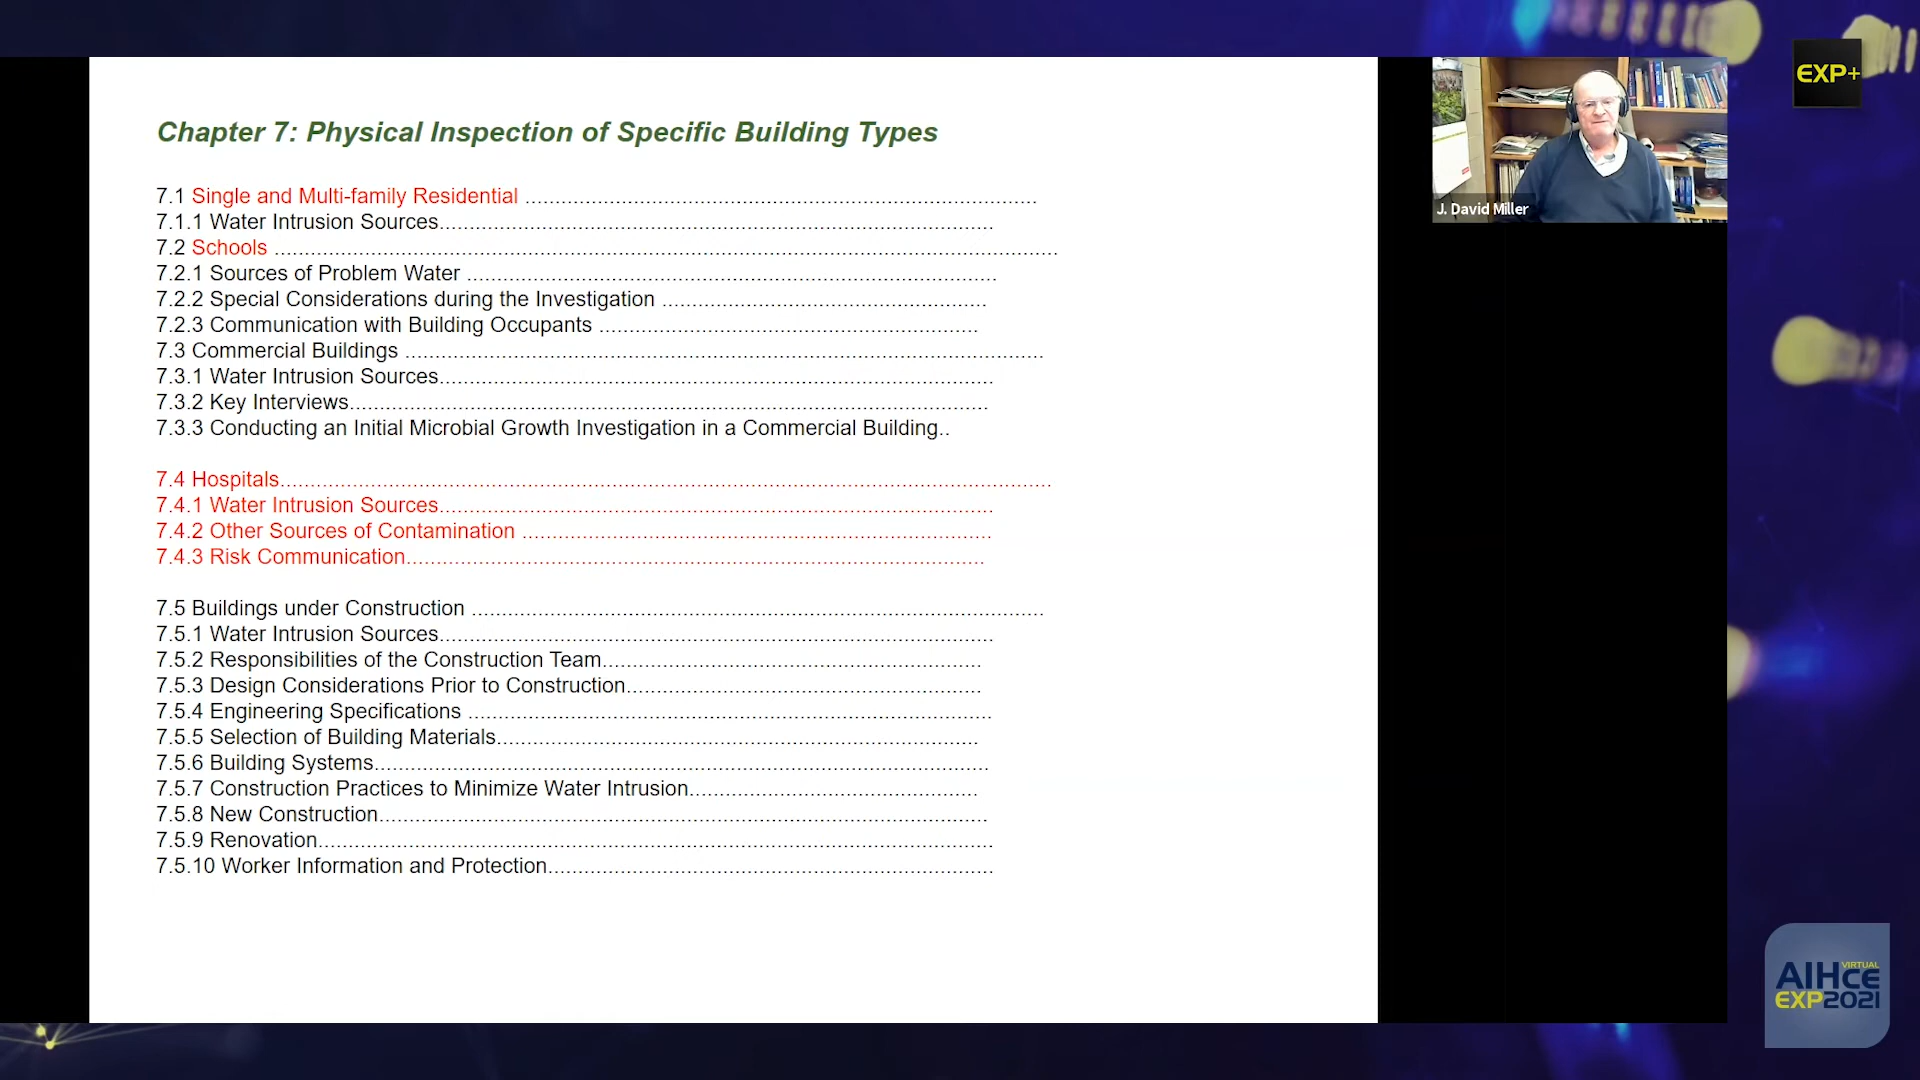 Chapter 7: Physical Inspection of Specific Building Types
7.1 Single and Multi-family Residential ......................................................................................
7.1.1 Water Intrusion Sources.............................................................................................
7.2 Schools ...................................................................................................................................
7.2.1 Sources of Problem Water .........................................................................................
7.2.2 Special Considerations during the Investigation .......................................................
7.2.3 Communication with Building Occupants ................................................................
7.3 Commercial Buildings ...........................................................................................................
7.3.1 Water Intrusion Sources.............................................................................................
7.3.2 Key Interviews...........................................................................................................
7.3.3 Conducting an Initial Microbial Growth Investigation in a Commercial Building..
7.4 Hospitals.................................................................................................................................
7.4.1 Water Intrusion Sources.............................................................................................
7.4.2 Other Sources of Contamination ...............................................................................
7.4.3 Risk Communication.................................................................................................
7.5 Buildings under Construction ................................................................................................
7.5.1 Water Intrusion Sources.............................................................................................
7.5.2 Responsibilities of the Construction Team................................................................
7.5.3 Design Considerations Prior to Construction............................................................
7.5.4 Engineering Specifications ........................................................................................
7.5.5 Selection of Building Materials.................................................................................
7.5.6 Building Systems.......................................................................................................
7.5.7 Construction Practices to Minimize Water Intrusion................................................
7.5.8 New Construction......................................................................................................
7.5.9 Renovation.................................................................................................................
7.5.10 Worker Information and Protection...........................................................................
J. David Miller
EXP+
VIRTUAL
AIHce
EXP2021